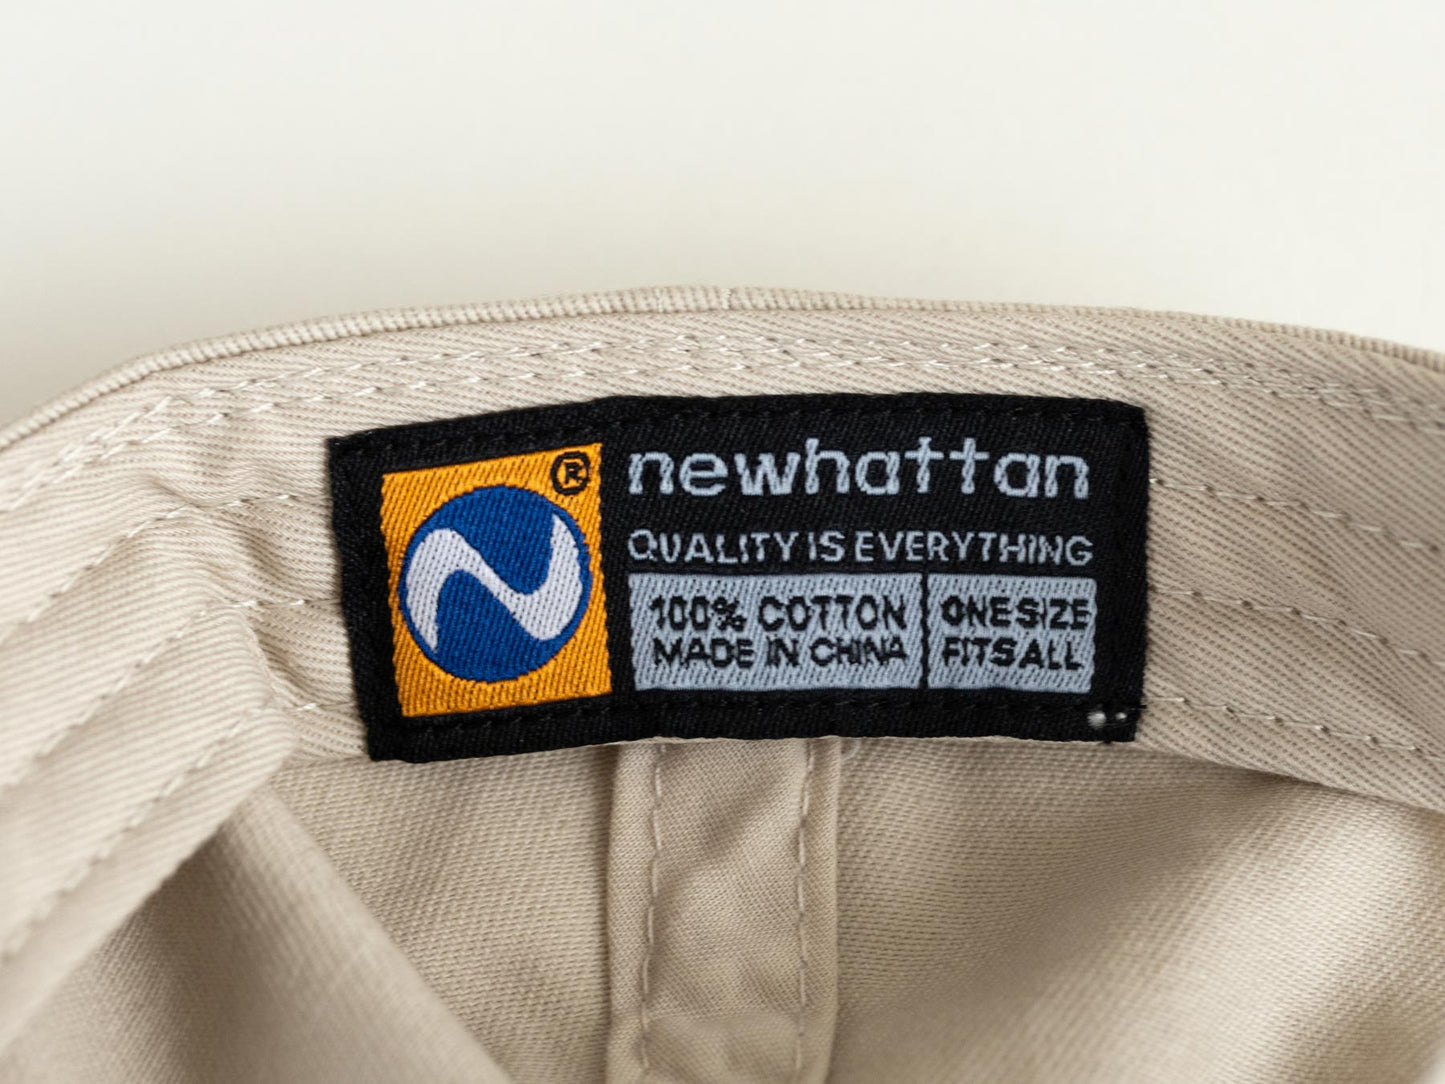 ®
newhattan
QUALITY IS EVERYTHING
100% COTTON
MADE IN CHINA
ONE SIZE
FITS ALL